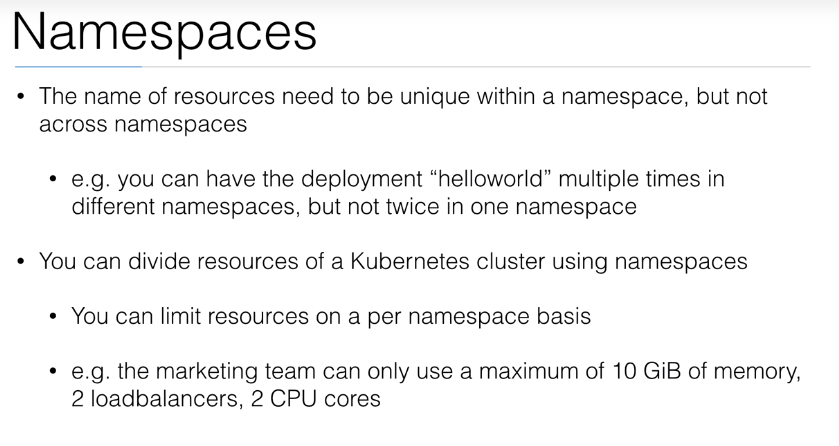 Namespaces
• The name of resources need to be unique within a namespace, but not
across namespaces
• e.g. you can have the deployment “helloworld” multiple times in
different namespaces, but not twice in one namespace
• You can divide resources of a Kubernetes cluster using namespaces
• You can limit resources on a per namespace basis
• e.g. the marketing team can only use a maximum of 10 GiB of memory,
2 loadbalancers, 2 CPU cores